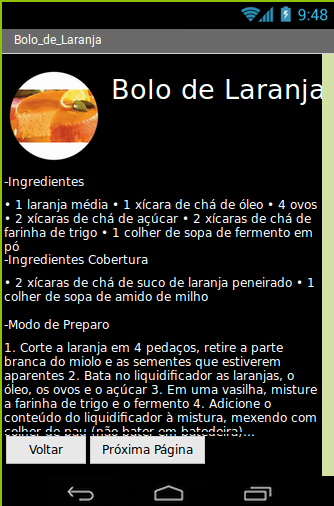 9:48
Bolo_de_Laranja
Bolo de Laranja
-Ingredientes
• 1 laranja média • 1 xícara de chá de óleo • 4 ovos
• 2 xícaras de chá de açúcar • 2 xícaras de chá de
farinha de trigo • 1 colher de sopa de fermento em
pó
-Ingredientes Cobertura
• 2 xícaras de chá de suco de laranja peneirado • 1
colher de sopa de amido de milho
-Modo de Preparo
1. Corte a laranja em 4 pedaços, retire a parte
branca do miolo e as sementes que estiverem
aparentes 2. Bata no liquidificador as laranjas, o
óleo, os ovos e o açúcar 3. Em uma vasilha, misture
a farinha de trigo e o fermento 4. Adicione o
conteúdo do liquidificador à mistura, mexendo com
colher de pau (não bater em batedeira)...
Voltar Próxima Página